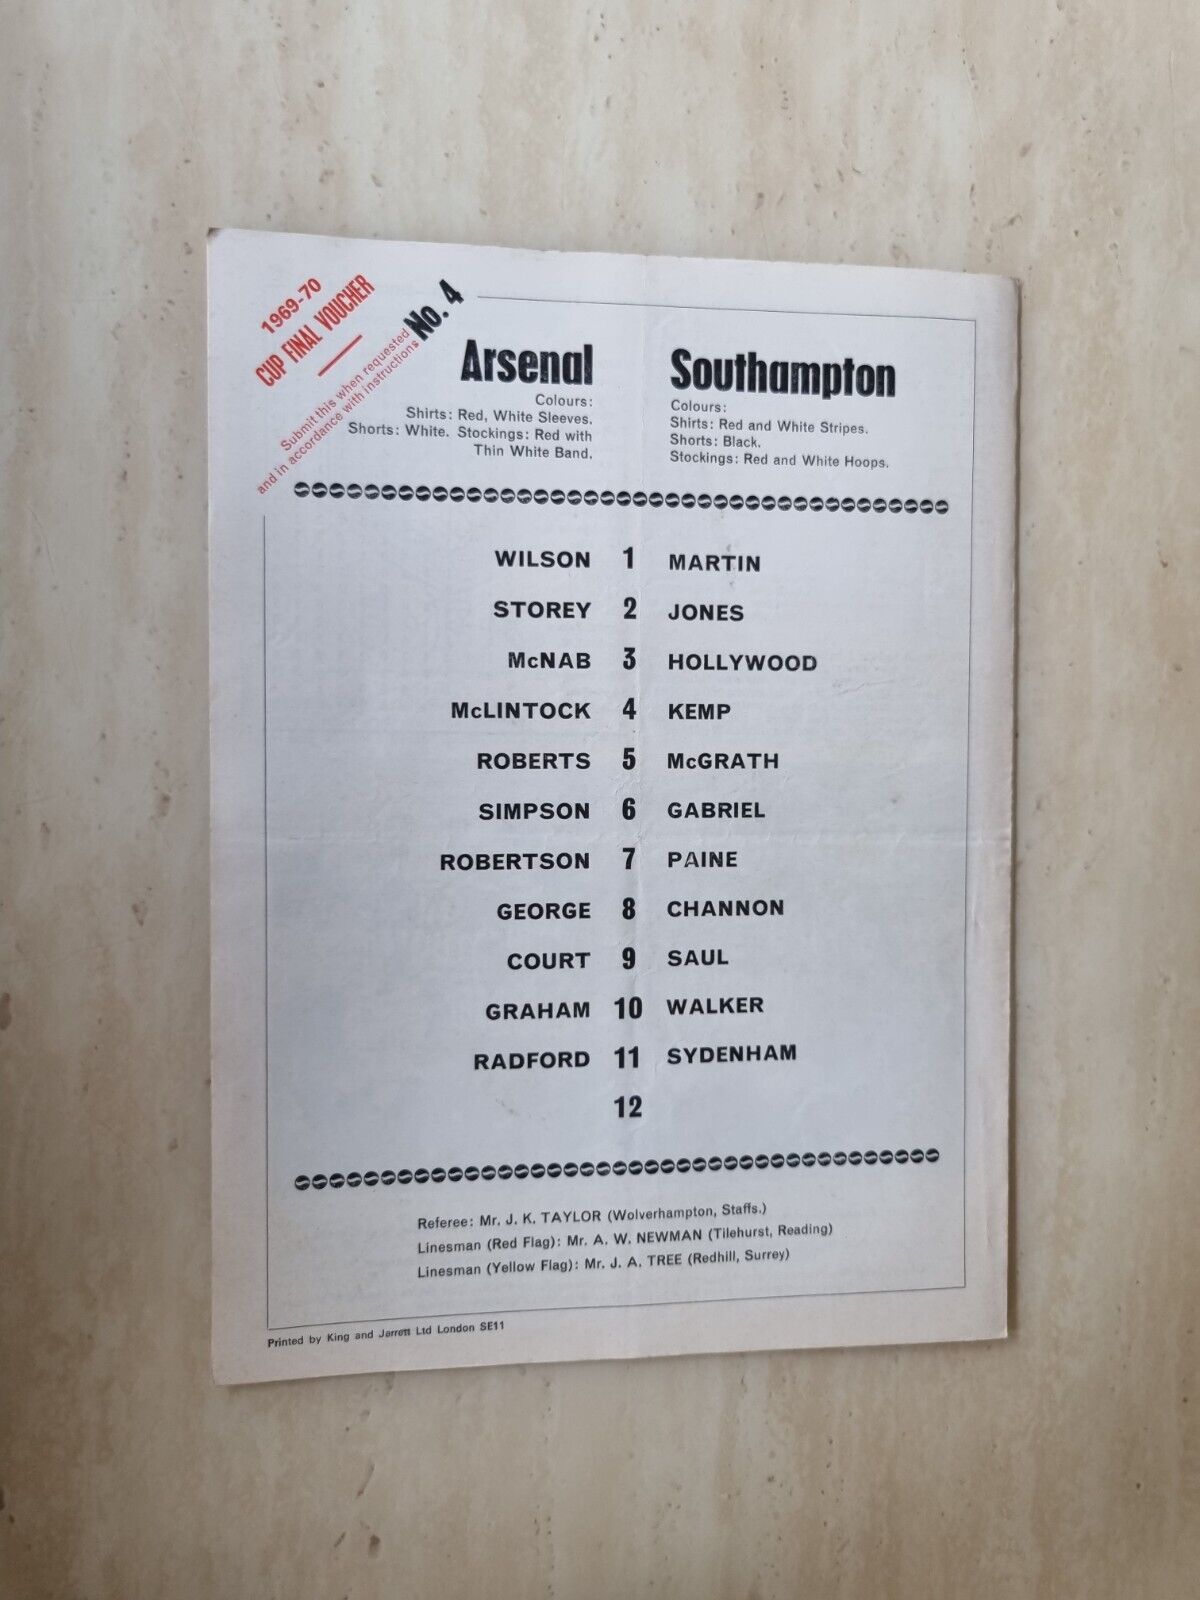 1969-70
CUP FINAL VOUCHER
Submit this when requested
and in accordance with instructions
No. 4
Arsenal
Colours:
Shirts: Red, White Sleeves.
Shorts: White. Stockings: Red with
Thin White Band.
Southampton
Colours:
Shirts: Red and White Stripes.
Shorts: Black.
Stockings: Red and White Hoops.
WILSON 1 MARTIN
STOREY 2 JONES
McNAB 3 HOLLYWOOD
McLINTOCK 4 KEMP
ROBERTS 5 McGRATH
SIMPSON 6 GABRIEL
ROBERTSON 7 PAINE
GEORGE 8 CHANNON
COURT 9 SAUL
GRAHAM 10 WALKER
RADFORD 11 SYDENHAM
12
Referee: Mr. J. K. TAYLOR (Wolverhampton, Staffs.)
Linesman (Red Flag): Mr. A. W. NEWMAN (Tilehurst, Reading)
Linesman (Yellow Flag): Mr. J. A. TREE (Redhill, Surrey)
Printed by King and Jarrett Ltd London SE11